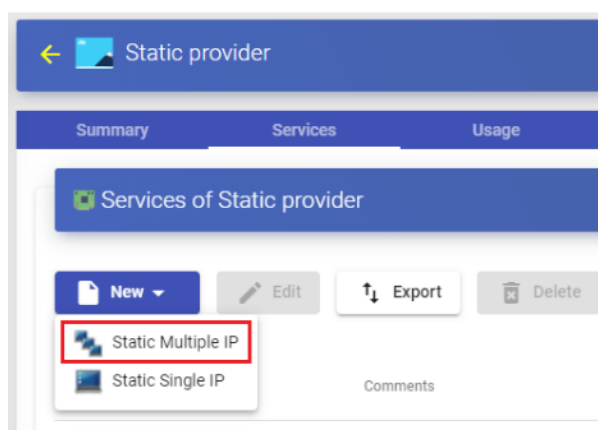 Static provider
Summary Services Usage
Services of Static provider
New Edit Export Delete
Static Multiple IP
Static Single IP
Comments